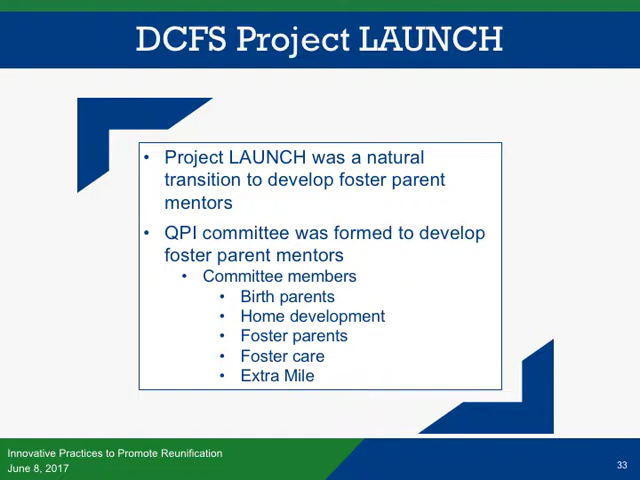 DCFS Project LAUNCH
• Project LAUNCH was a natural
transition to develop foster parent
mentors
• QPI committee was formed to develop
foster parent mentors
• Committee members
• Birth parents
• Home development
• Foster parents
• Foster care
• Extra Mile
Innovative Practices to Promote Reunification
June 8, 2017
33